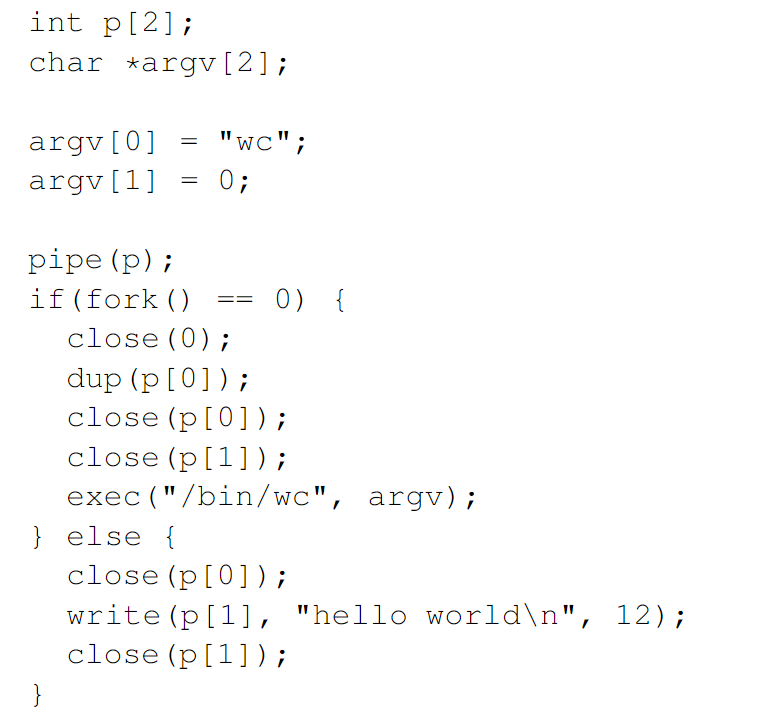 int p[2];
char *argv[2];
argv[0] = "wc";
argv[1] = 0;
pipe(p);
if(fork() == 0) {
close(0);
dup(p[0]);
close(p[0]);
close(p[1]);
exec("/bin/wc", argv);
} else {
close(p[0]);
write(p[1], "hello world\n", 12);
close(p[1]);
}